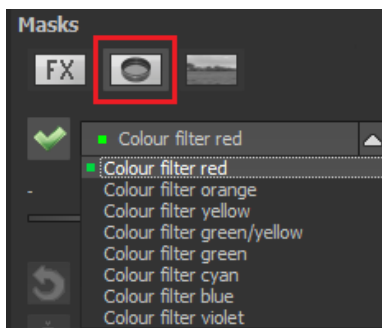 Masks
FX
Colour filter red
Colour filter red
Colour filter orange
Colour filter yellow
Colour filter green/yellow
Colour filter green
Colour filter cyan
Colour filter blue
Colour filter violet